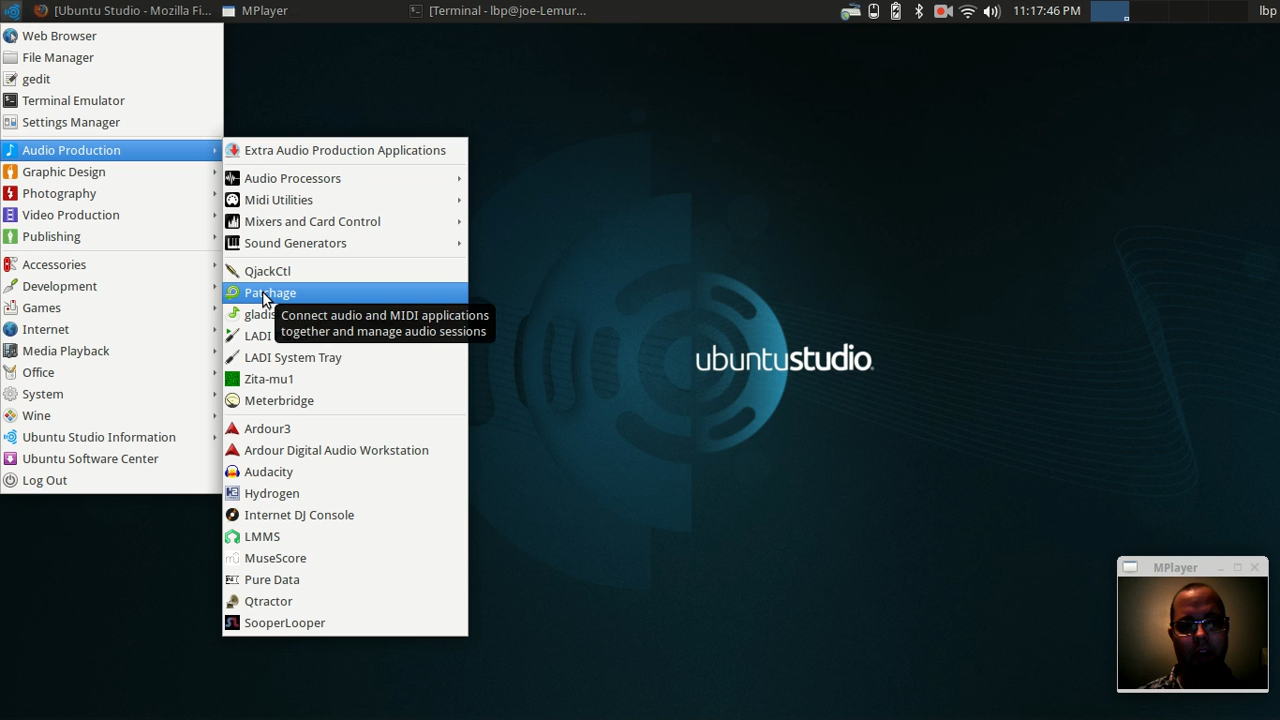 [Ubuntu Studio - Mozilla Fi...
MPlayer
[Terminal - lbp@joe-Lemur...
11:17:46 PM
lbp
Web Browser
File Manager
gedit
Terminal Emulator
Settings Manager
Audio Production
Graphic Design
Photography
Video Production
Publishing
Accessories
Development
Games
Internet
Media Playback
Office
System
Wine
Ubuntu Studio Information
Ubuntu Software Center
Log Out
Extra Audio Production Applications
Audio Processors
Midi Utilities
Mixers and Card Control
Sound Generators
QjackCtl
Patchage
Connect audio and MIDI applications
together and manage audio sessions
LADI
LADI System Tray
Zita-mu1
Meterbridge
Ardour3
Ardour Digital Audio Workstation
Audacity
Hydrogen
Internet DJ Console
LMMS
MuseScore
Pure Data
Qtractor
SooperLooper
ubuntustudio
MPlayer